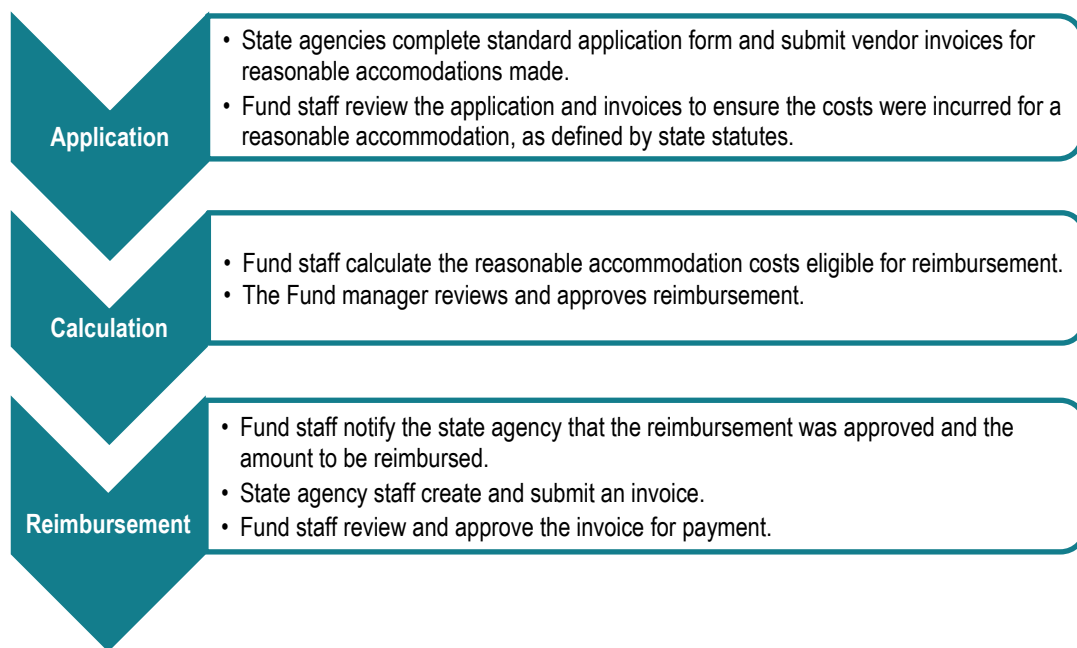 Application
• State agencies complete standard application form and submit vendor invoices for
reasonable accomodations made.
• Fund staff review the application and invoices to ensure the costs were incurred for a
reasonable accommodation, as defined by state statutes.
Calculation
• Fund staff calculate the reasonable accommodation costs eligible for reimbursement.
• The Fund manager reviews and approves reimbursement.
Reimbursement
• Fund staff notify the state agency that the reimbursement was approved and the
amount to be reimbursed.
• State agency staff create and submit an invoice.
• Fund staff review and approve the invoice for payment.